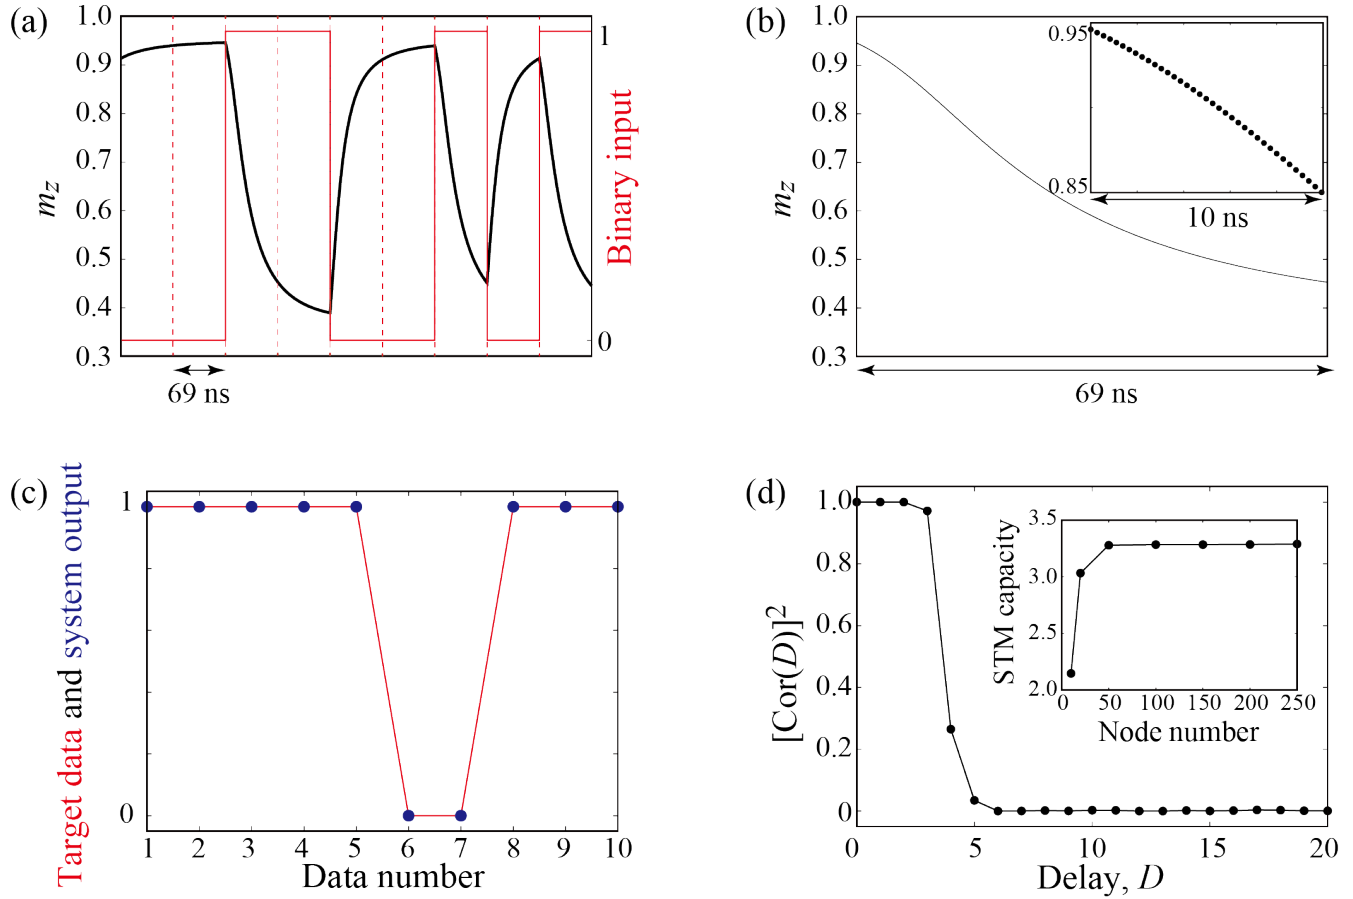 (a)
1.0
0.9
0.8
0.7
0.6
0.5
0.4
0.3
m_z
1
0
Binary input
69 ns
(b)
1.0
0.9
0.8
0.7
0.6
0.5
0.4
0.3
m_z
0.95
0.85
10 ns
69 ns
(c)
Target data and system output
1
0
1 2 3 4 5 6 7 8 9 10
Data number
(d)
[Cor(D)]²
1.0
0.8
0.6
0.4
0.2
0
0 5 10 15 20
Delay, D
STM capacity
3.5
3.0
2.5
2.0
0 50 100 150 200 250
Node number